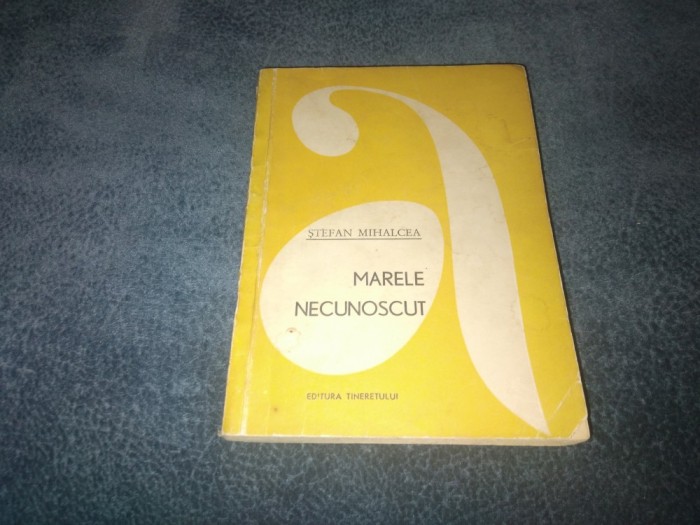 ŞTEFAN MIHALCEA
MARELE
NECUNOSCUT
EDITURA TINERETULUI